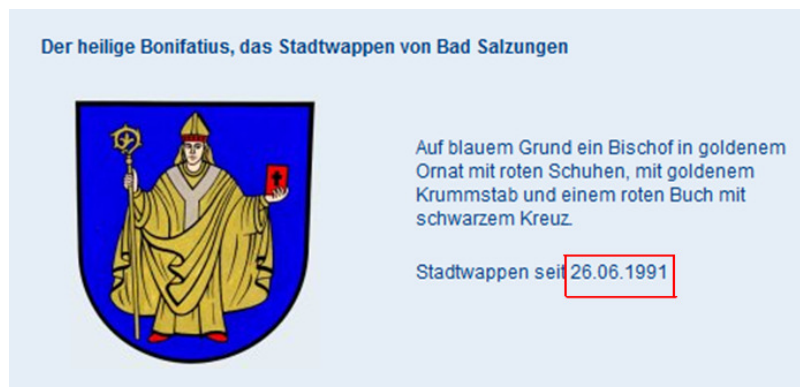 Der heilige Bonifatius, das Stadtwappen von Bad Salzungen
Auf blauem Grund ein Bischof in goldenem
Ornat mit roten Schuhen, mit goldenem
Krummstab und einem roten Buch mit
schwarzem Kreuz.
Stadtwappen seit 26.06.1991